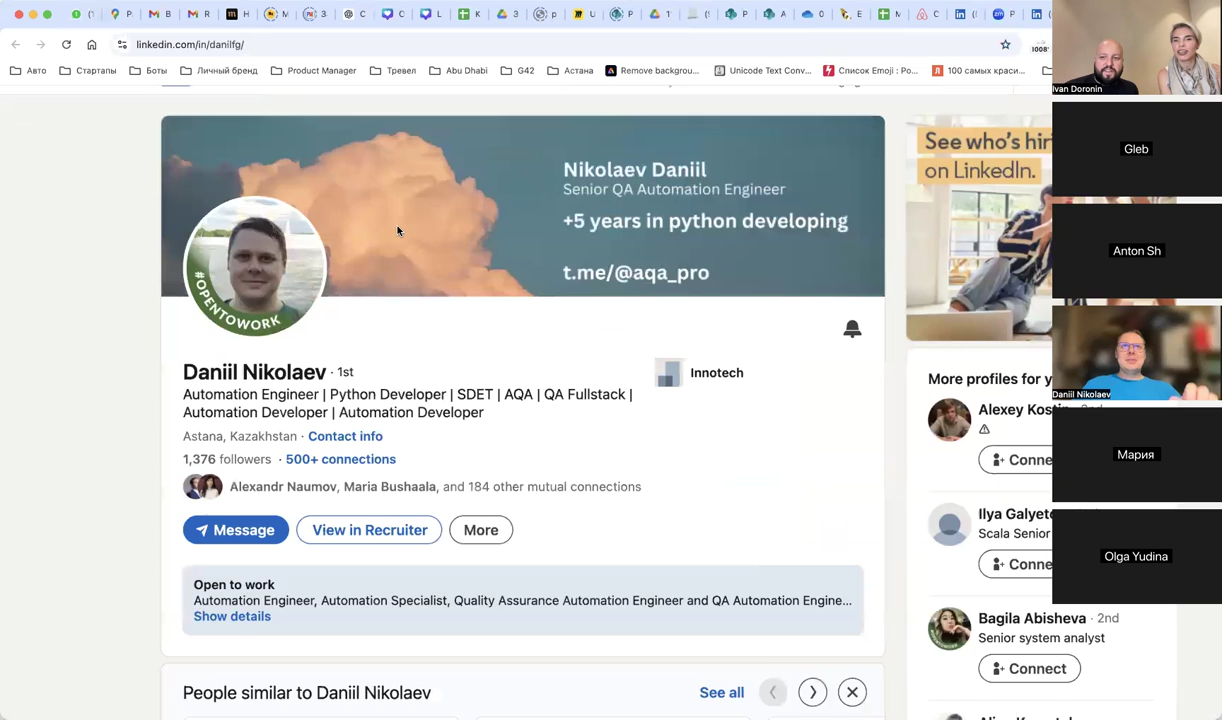 linkedin.com/in/danilfg/
1008*
Авто
Стартапы
Боты
Личный бренд
Product Manager
Тревел
Abu Dhabi
G42
Астана
Remove backgrou...
Unicode Text Conv...
Список Emoji : Po...
100 самых краси...
Nikolaev Daniil
Senior QA Automation Engineer
+5 years in python developing
t.me/@aqa_pro
#OPENTOWORK
Daniil Nikolaev · 1st
Innotech
Automation Engineer | Python Developer | SDET | AQA | QA Fullstack |
Automation Developer | Automation Developer
Astana, Kazakhstan · Contact info
1,376 followers · 500+ connections
Alexandr Naumov, Maria Bushaala, and 184 other mutual connections
Message
View in Recruiter
More
Open to work
Automation Engineer, Automation Specialist, Quality Assurance Automation Engineer and QA Automation Engine...
Show details
People similar to Daniil Nikolaev
See all
See who's hir
on LinkedIn.
More profiles for y
Alexey Kos
Conne
Ilya Galyet
Scala Senior
Conne
Bagila Abisheva · 2nd
Senior system analyst
Connect
Ivan Doronin
Gleb
Anton Sh
Daniil Nikolaev
Мария
Olga Yudina